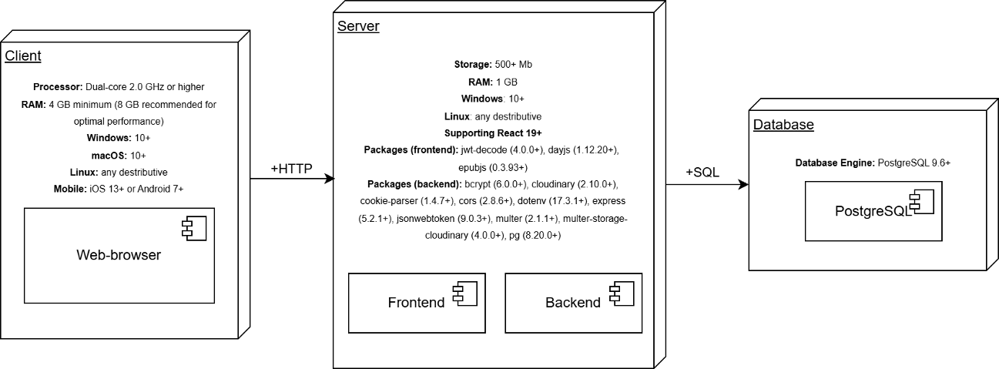 Client
Processor: Dual-core 2.0 GHz or higher
RAM: 4 GB minimum (8 GB recommended for
optimal performance)
Windows: 10+
macOS: 10+
Linux: any destributive
Mobile: iOS 13+ or Android 7+
Web-browser
+HTTP
Server
Storage: 500+ Mb
RAM: 1 GB
Windows: 10+
Linux: any destributive
Supporting React 19+
Packages (frontend): jwt-decode (4.0.0+), dayjs (1.12.20+),
epubjs (0.3.93+)
Packages (backend): bcrypt (6.0.0+), cloudinary (2.10.0+),
cookie-parser (1.4.7+), cors (2.8.6+), dotenv (17.3.1+), express
(5.2.1+), jsonwebtoken (9.0.3+), multer (2.1.1+), multer-storage-
cloudinary (4.0.0+), pg (8.20.0+)
Frontend
Backend
+SQL
Database
Database Engine: PostgreSQL 9.6+
PostgreSQL